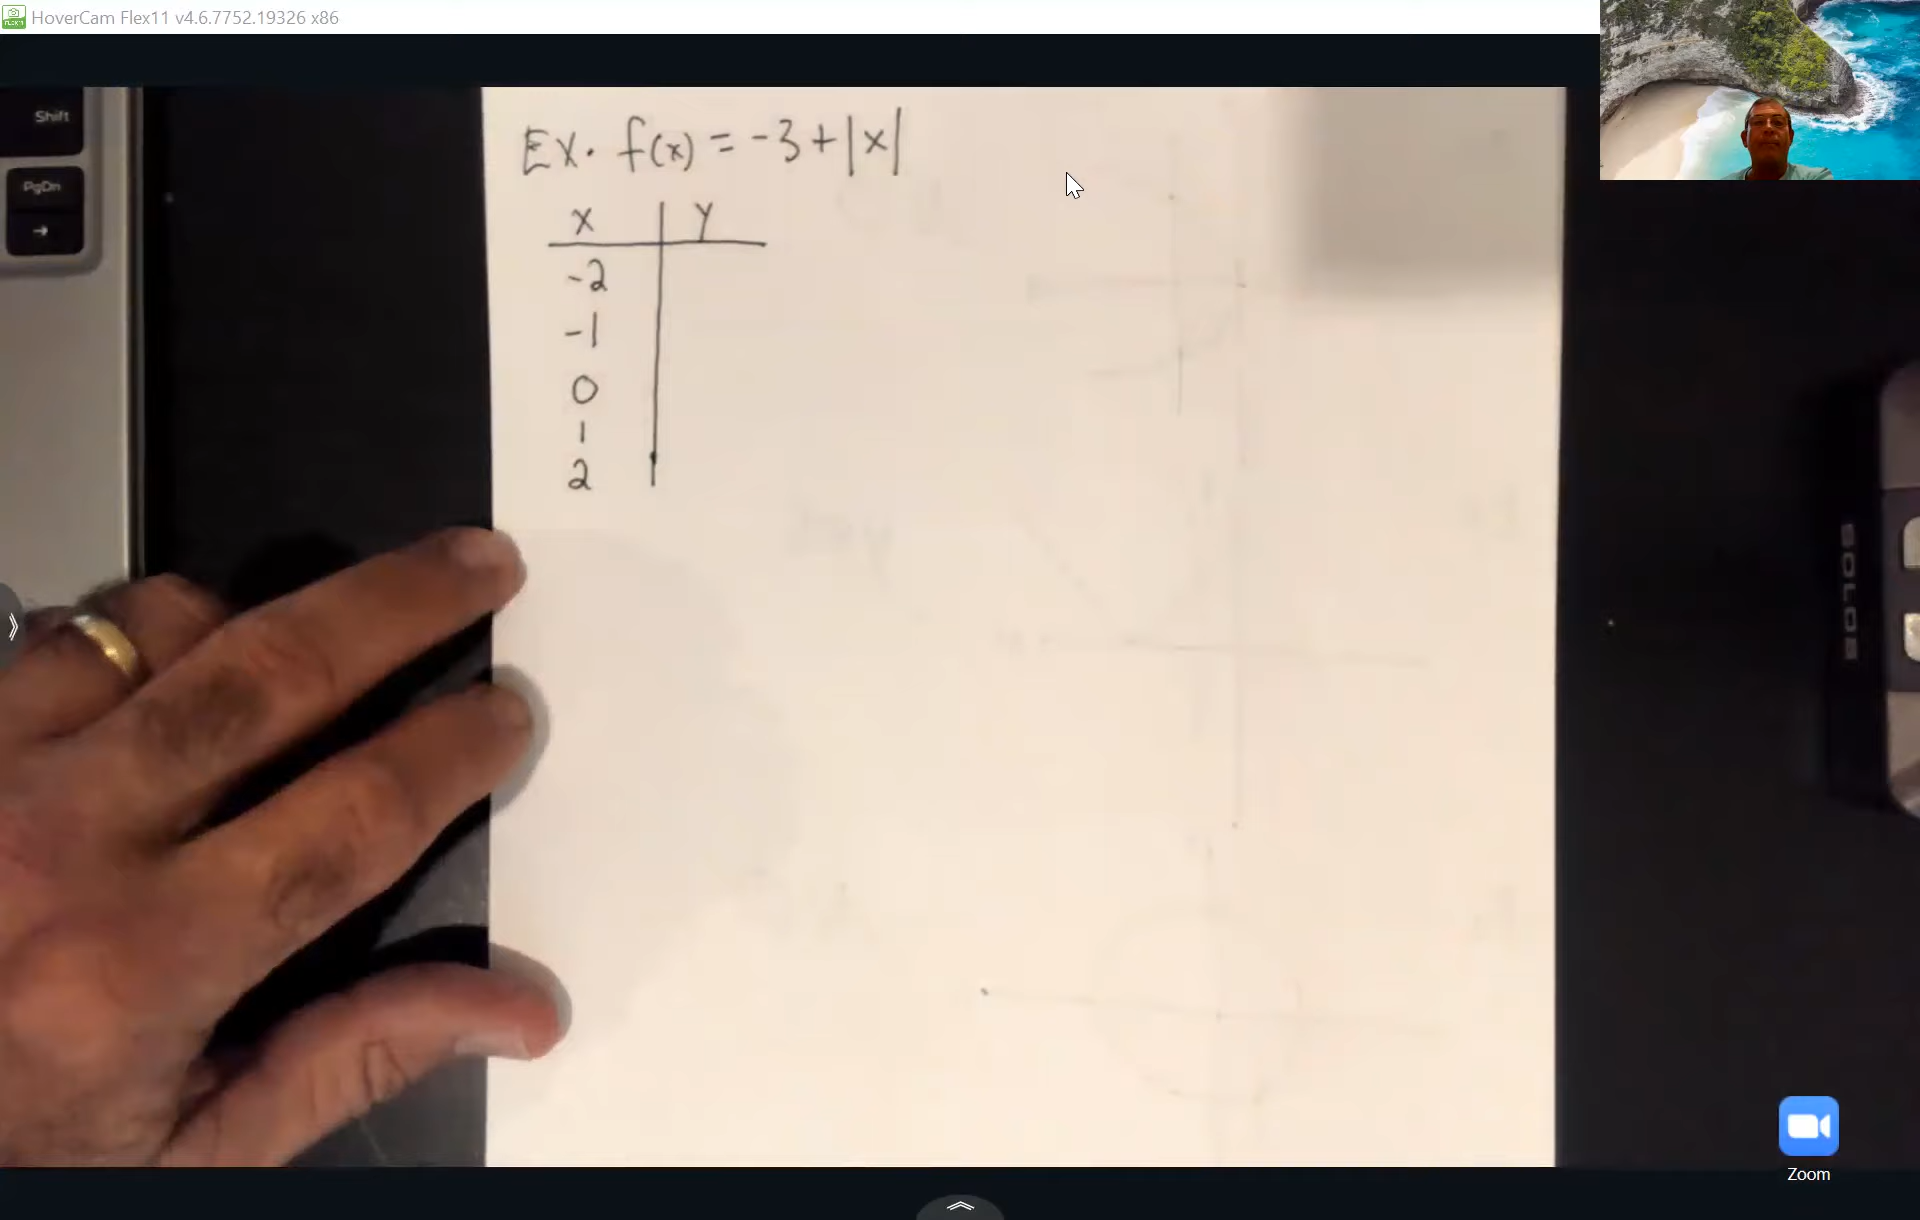 HoverCam Flex11 v4.6.7752.19326 x86
Shift
PgDn
EX. f(x) = -3 + |x|
x y
-2
-1
0
1
2
Zoom